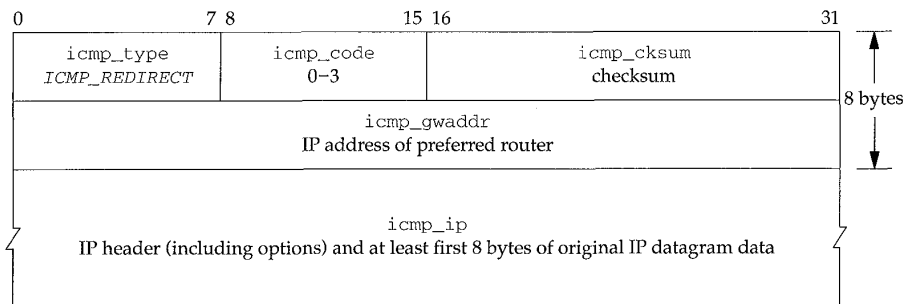 0 7 8 15 16 31
icmp_type icmp_code icmp_cksum
ICMP_REDIRECT 0–3 checksum
8 bytes
icmp_gwaddr
IP address of preferred router
icmp_ip
IP header (including options) and at least first 8 bytes of original IP datagram data